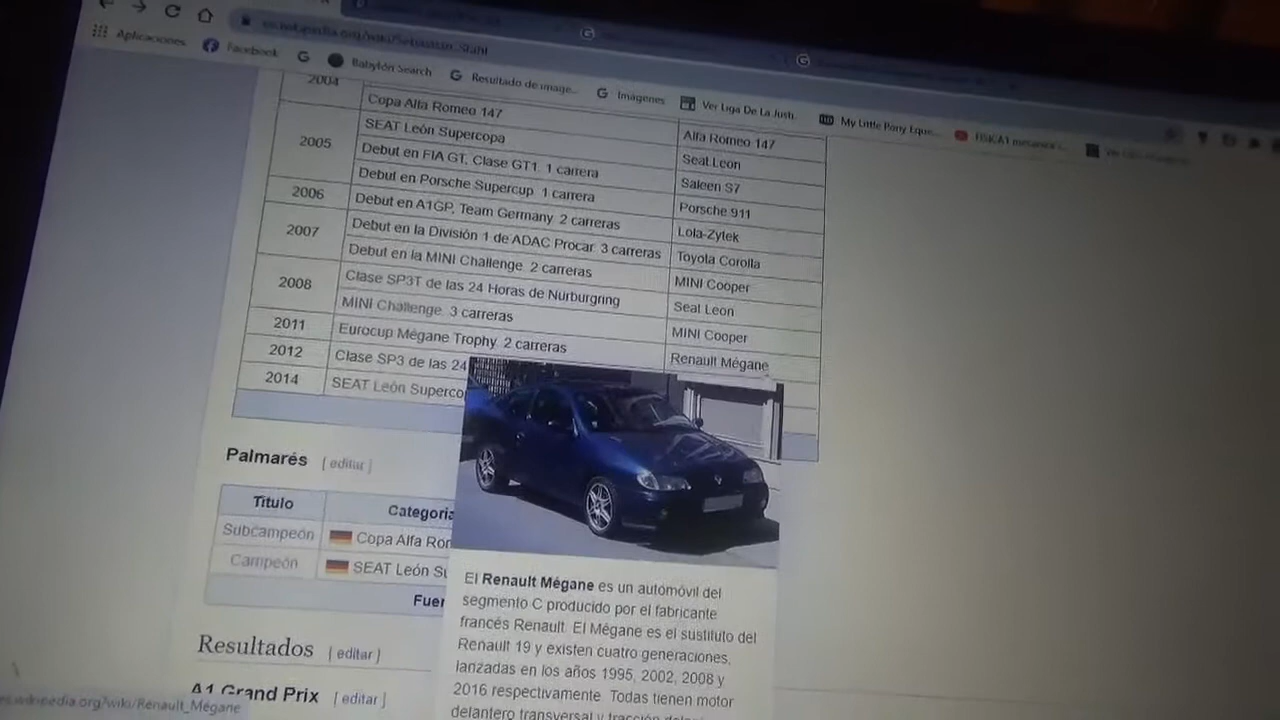 Aplicaciones Facebook Babylon Search Resultado de image... Imágenes Ver Liga De La Justi.. My Little Pony Eque...
2004
Copa Alfa Romeo 147 Alfa Romeo 147
2005 SEAT León Supercopa Seat Leon
Debut en FIA GT, Clase GT1. 1 carrera Saleen S7
2006 Debut en Porsche Supercup. 1 carrera Porsche 911
Debut en A1GP, Team Germany. 2 carreras Lola-Zytek
2007 Debut en la División 1 de ADAC Procar. 3 carreras Toyota Corolla
Debut en la MINI Challenge. 2 carreras MINI Cooper
2008 Clase SP3T de las 24 Horas de Nurburgring Seat Leon
MINI Challenge. 3 carreras MINI Cooper
2011 Eurocup Mégane Trophy. 2 carreras Renault Mégane
2012 Clase SP3 de las 24
2014 SEAT León Superco
Palmarés [ editar ]
Título Categoria
Subcampeón Copa Alfa Ror
Campeón SEAT León Su
Fuer
El Renault Mégane es un automóvil del
segmento C producido por el fabricante
francés Renault. El Mégane es el sustituto del
Renault 19 y existen cuatro generaciones,
lanzadas en los años 1995, 2002, 2008 y
2016 respectivamente. Todas tienen motor
delantero transversal y tracción
Resultados [ editar ]
A1 Grand Prix [ editar ]
es.wikipedia.org/wiki/Renault_Mégane